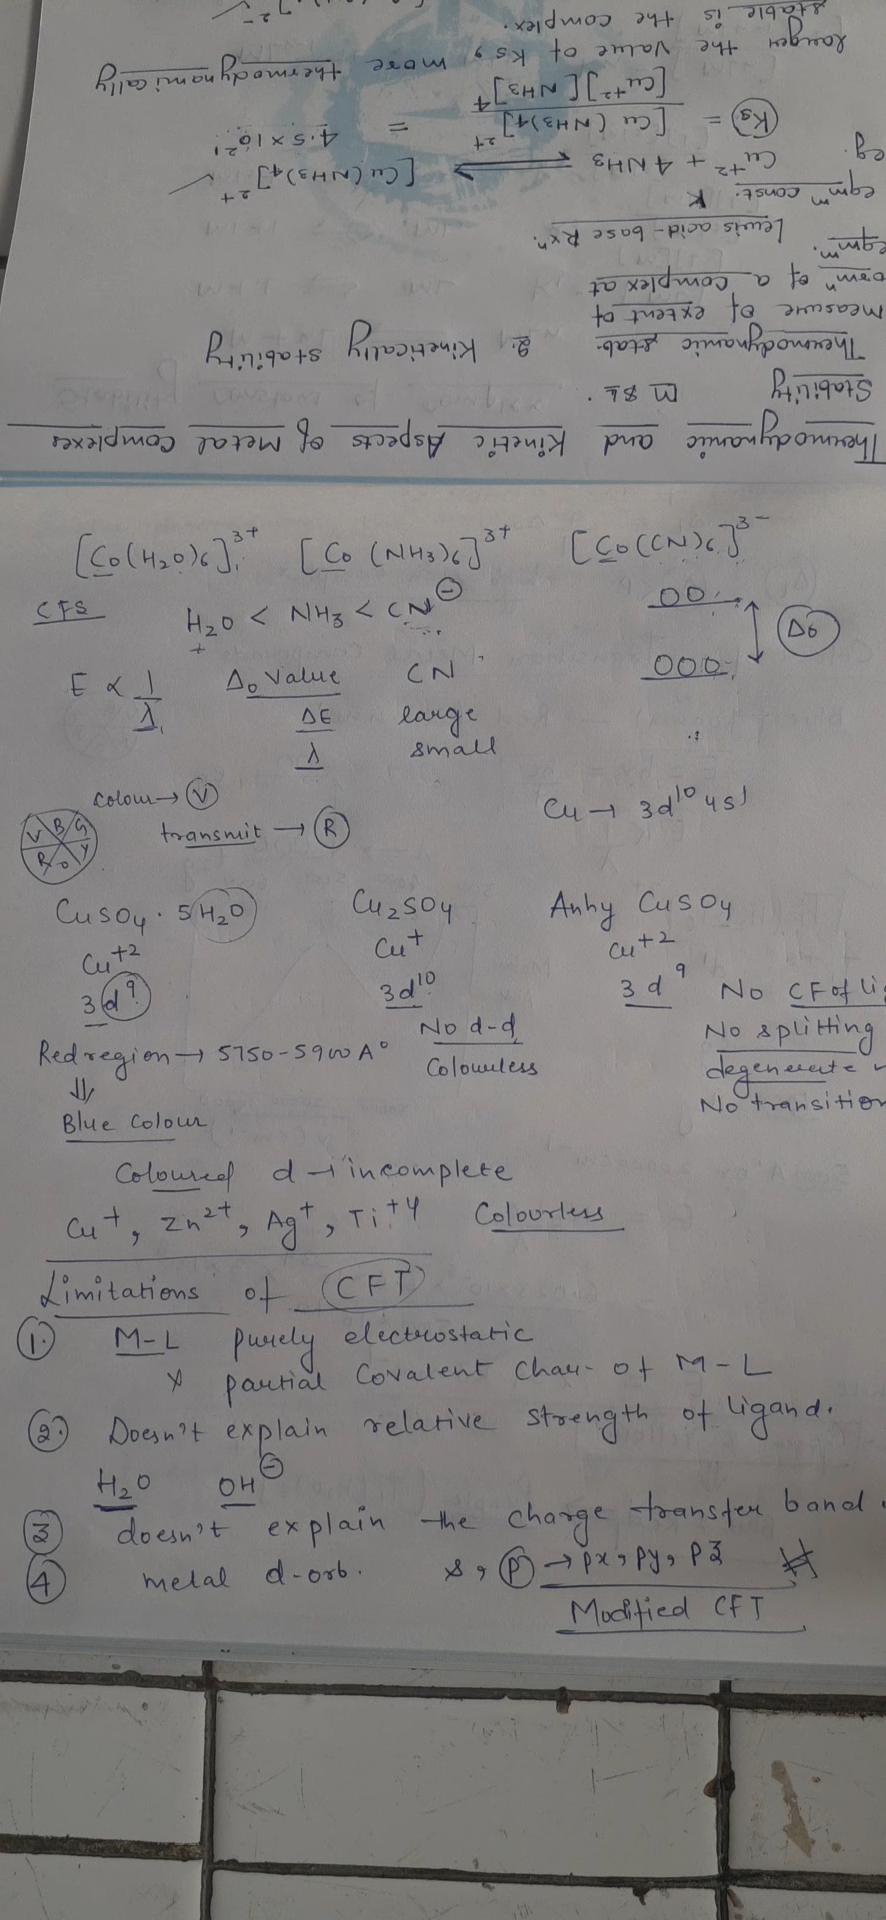 Thermodynamic and Kinetic Aspects of Metal Complexes
Stability M & L.
Thermodynamic stab. 2. Kinetically stability
measure of extent of
ormⁿ of a complex at
eqmᵐ. Lewis acid-base Rxⁿ.
eqmᵐ const. K
eg. Cu⁺² + 4NH₃ ⇌ [Cu(NH₃)₄]²⁺
Ks = [Cu(NH₃)₄]²⁺ / [Cu⁺²][NH₃]⁴ = 4.5 × 10²¹
larger the value of Ks, more thermodynamically
stable is the complex.
[Co(H₂O)₆]³⁺ [Co(NH₃)₆]³⁺ [Co(CN)₆]³⁻
CFS H₂O < NH₃ < CN⊖
Δo
E ∝ 1/λ Δo value CN
ΔE large
λ small
colour → V
V B G
R O Y
transmit → R
Cu → 3d¹⁰ 4s¹
CuSO₄ · 5H₂O Cu₂SO₄ Anhy CuSO₄
Cu⁺² Cu⁺ Cu⁺²
3d⁹ 3d¹⁰ 3d⁹ No CF of li
Red region → 5750-5900 A° No d-d No splitting
⇓ Colourless degenerate
Blue Colour No transition
Coloured d → incomplete
Cu⁺, Zn²⁺, Ag⁺, Ti⁺⁴ Colourless
Limitations of CFT
1. M-L purely electrostatic
x partial Covalent Char. of M-L
2. Doesn't explain relative strength of ligand.
H₂O OH⊖
3 doesn't explain the charge transfer band.
4 metal d-orb. s, p → px, py, pz
Modified CFT